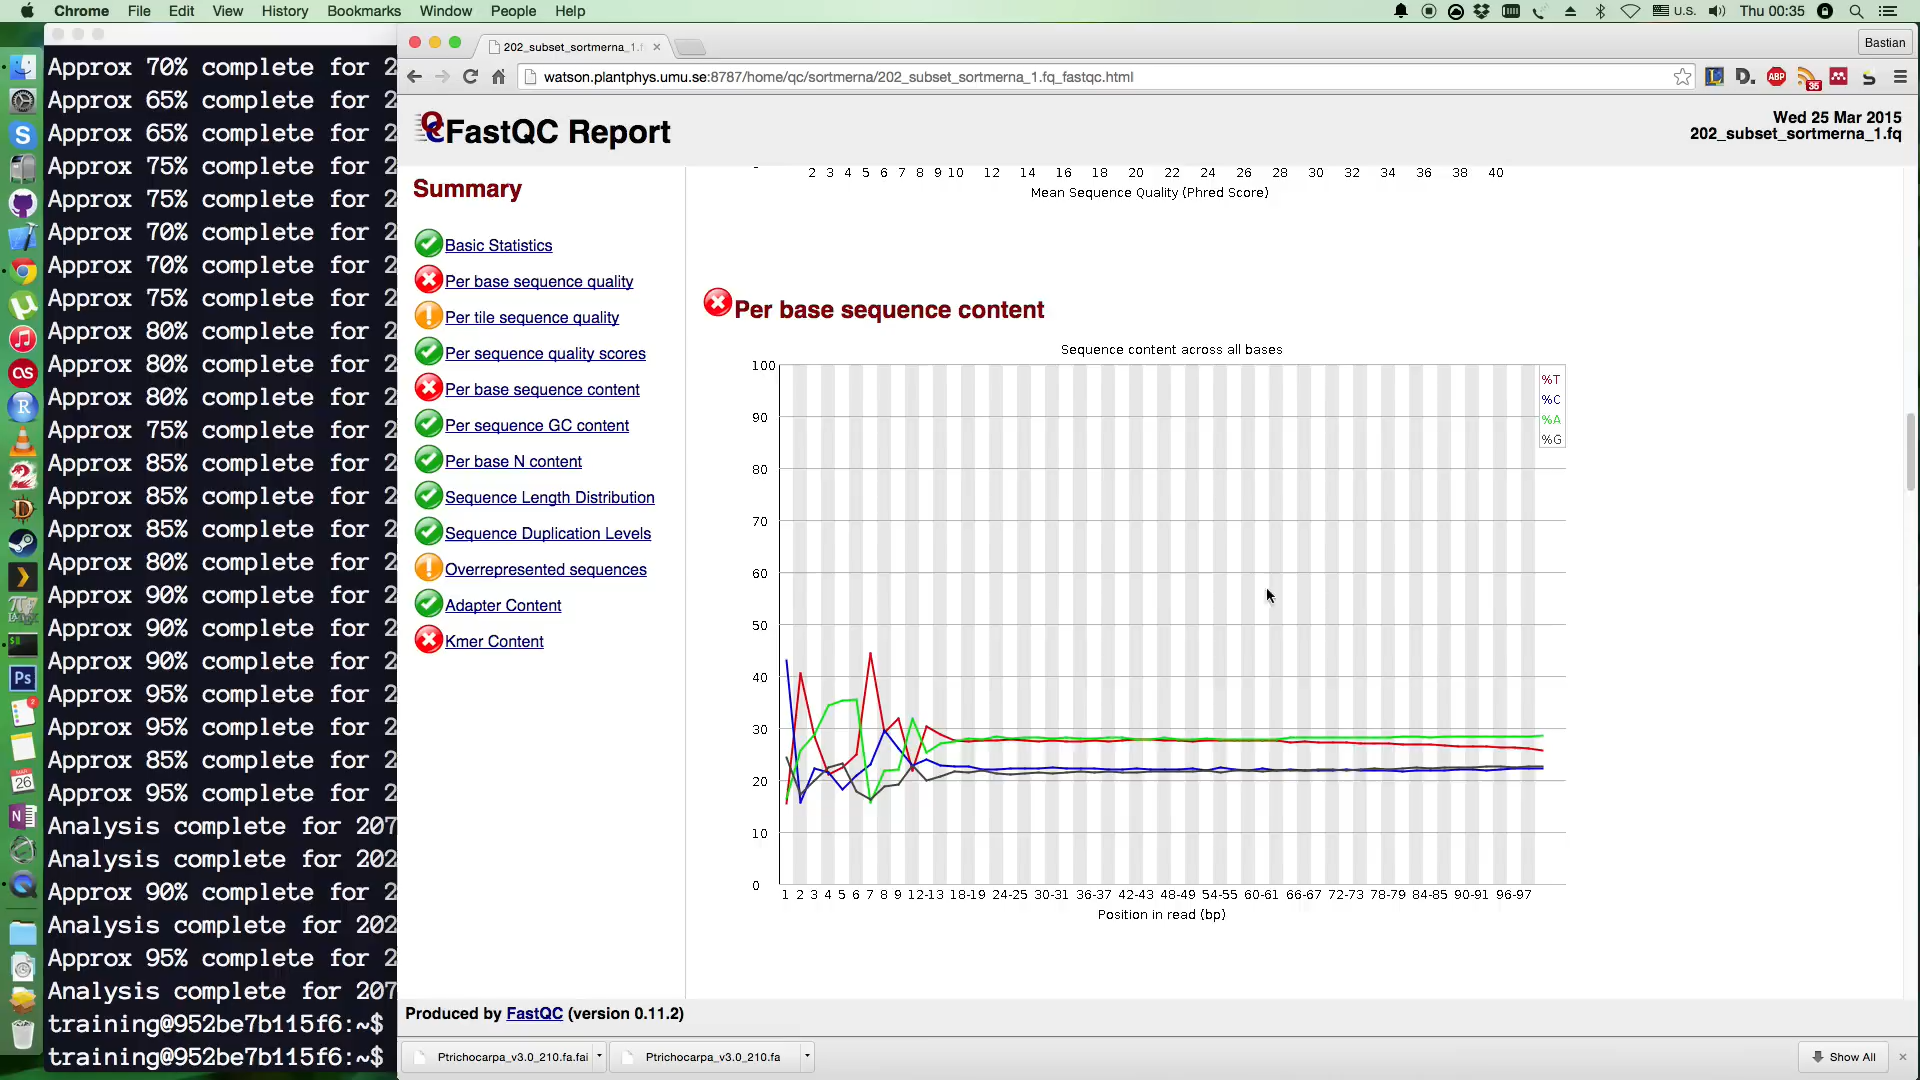 Chrome File Edit View History Bookmarks Window People Help
U.S. Thu 00:35
202_subset_sortmerna_1.f
Bastian
watson.plantphys.umu.se:8787/home/qc/sortmerna/202_subset_sortmerna_1.fq_fastqc.html
Approx 70% complete for 2
Approx 65% complete for 2
Approx 65% complete for 2
Approx 75% complete for 2
Approx 75% complete for 2
Approx 70% complete for 2
Approx 70% complete for 2
Approx 75% complete for 2
Approx 80% complete for 2
Approx 80% complete for 2
Approx 80% complete for 2
Approx 75% complete for 2
Approx 85% complete for 2
Approx 85% complete for 2
Approx 85% complete for 2
Approx 80% complete for 2
Approx 90% complete for 2
Approx 90% complete for 2
Approx 90% complete for 2
Approx 95% complete for 2
Approx 95% complete for 2
Approx 85% complete for 2
Approx 95% complete for 2
Analysis complete for 207
Analysis complete for 202
Approx 90% complete for 2
Analysis complete for 202
Approx 95% complete for 2
Analysis complete for 207
training@952be7b115f6:~$
training@952be7b115f6:~$
FastQC Report
Wed 25 Mar 2015
202_subset_sortmerna_1.fq
Summary
Basic Statistics
Per base sequence quality
Per tile sequence quality
Per sequence quality scores
Per base sequence content
Per sequence GC content
Per base N content
Sequence Length Distribution
Sequence Duplication Levels
Overrepresented sequences
Adapter Content
Kmer Content
2 3 4 5 6 7 8 9 10 12 14 16 18 20 22 24 26 28 30 32 34 36 38 40
Mean Sequence Quality (Phred Score)
Per base sequence content
Sequence content across all bases
100
90
80
70
60
50
40
30
20
10
0
%T
%C
%A
%G
1 2 3 4 5 6 7 8 9 12-13 18-19 24-25 30-31 36-37 42-43 48-49 54-55 60-61 66-67 72-73 78-79 84-85 90-91 96-97
Position in read (bp)
Produced by FastQC (version 0.11.2)
Ptrichocarpa_v3.0_210.fa.fai
Ptrichocarpa_v3.0_210.fa
Show All